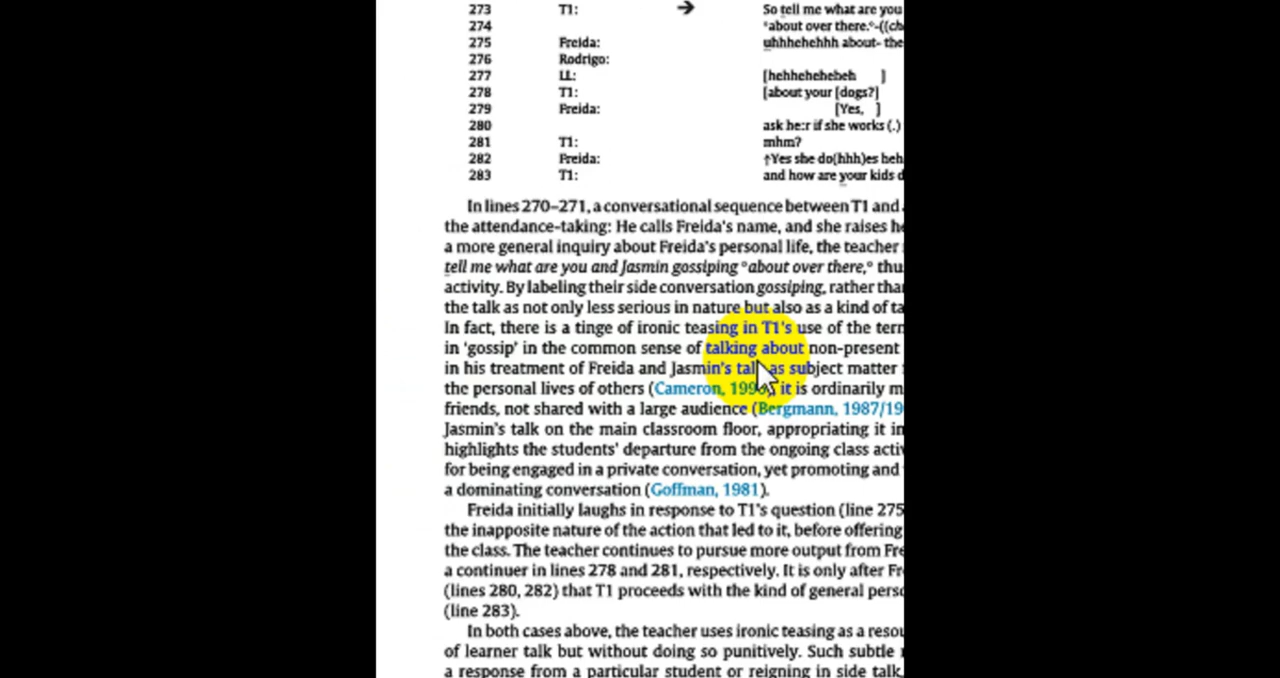 273 T1: → So tell me what are you
274 °about over there.°-((ch
275 Freida: uhhhehehhh about- the
276 Rodrigo:
277 LL: [hehheheheheh ]
278 T1: [about your [dogs?]
279 Freida: [Yes, ]
280 ask he:r if she works (.)
281 T1: mhm?
282 Freida: ↑Yes she do(hhh)es heh
283 T1: and how are your kids d
In lines 270–271, a conversational sequence between T1 and
the attendance-taking: He calls Freida's name, and she raises he
a more general inquiry about Freida's personal life, the teacher
tell me what are you and Jasmin gossiping °about over there,° thu
activity. By labeling their side conversation gossiping, rather than
the talk as not only less serious in nature but also as a kind of ta
In fact, there is a tinge of ironic teasing in T1's use of the term
in 'gossip' in the common sense of talking about non-present
in his treatment of Freida and Jasmin's talk as subject matter
the personal lives of others (Cameron, 199 ), it is ordinarily m
friends, not shared with a large audience (Bergmann, 1987/19
Jasmin's talk on the main classroom floor, appropriating it in
highlights the students' departure from the ongoing class activ
for being engaged in a private conversation, yet promoting and
a dominating conversation (Goffman, 1981).
Freida initially laughs in response to T1's question (line 275
the inapposite nature of the action that led to it, before offering
the class. The teacher continues to pursue more output from Fre
a continuer in lines 278 and 281, respectively. It is only after Fr
(lines 280, 282) that T1 proceeds with the kind of general perso
(line 283).
In both cases above, the teacher uses ironic teasing as a resou
of learner talk but without doing so punitively. Such subtle
a response from a particular student or reigning in side talk,